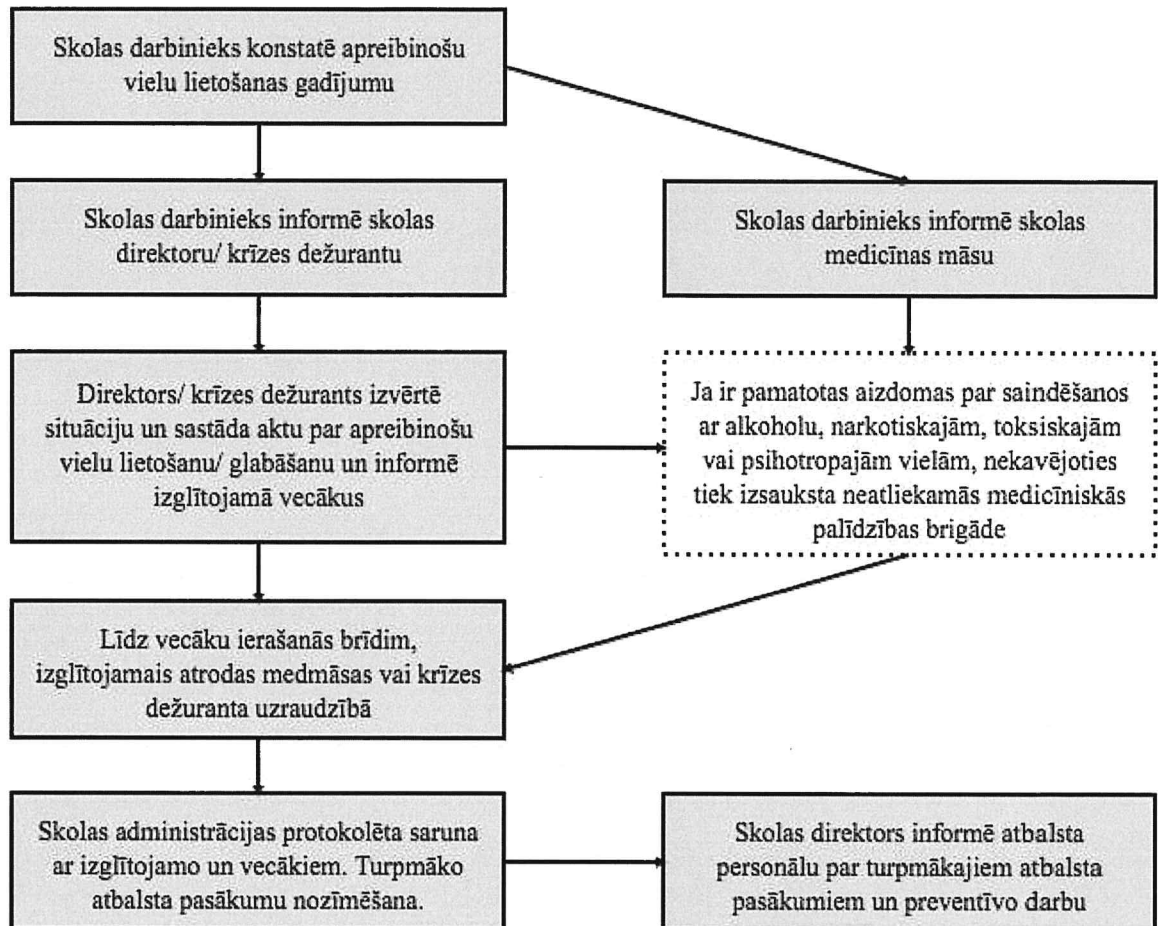 Skolas darbinieks konstatē apreibinošu
vielu lietošanas gadījumu
Skolas darbinieks informē skolas
direktoru/ krīzes dežurantu
Skolas darbinieks informē skolas
medicīnas māsu
Direktors/ krīzes dežurants izvērtē
situāciju un sastāda aktu par apreibinošu
vielu lietošanu/ glabāšanu un informē
izglītojamā vecākus
Ja ir pamatotas aizdomas par saindēšanos
ar alkoholu, narkotiskajām, toksiskajām
vai psihotropajām vielām, nekavējoties
tiek izsauksta neatliekamās medicīniskās
palīdzības brigāde
Līdz vecāku ierašanās brīdim,
izglītojamais atrodas medmāsas vai krīzes
dežuranta uzraudzībā
Skolas administrācijas protokolēta saruna
ar izglītojamo un vecākiem. Turpmāko
atbalsta pasākumu nozīmēšana.
Skolas direktors informē atbalsta
personālu par turpmākajiem atbalsta
pasākumiem un preventīvo darbu